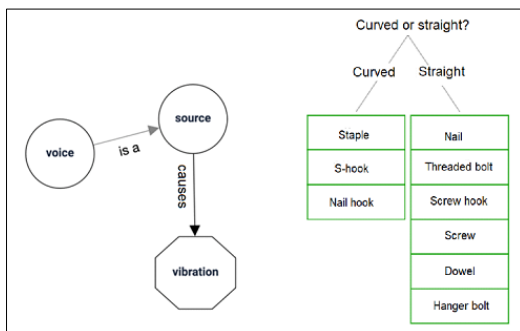 voice
is a
source
causes
vibration
Curved or straight?
Curved
Straight
Staple
S-hook
Nail hook
Nail
Threaded bolt
Screw hook
Screw
Dowel
Hanger bolt